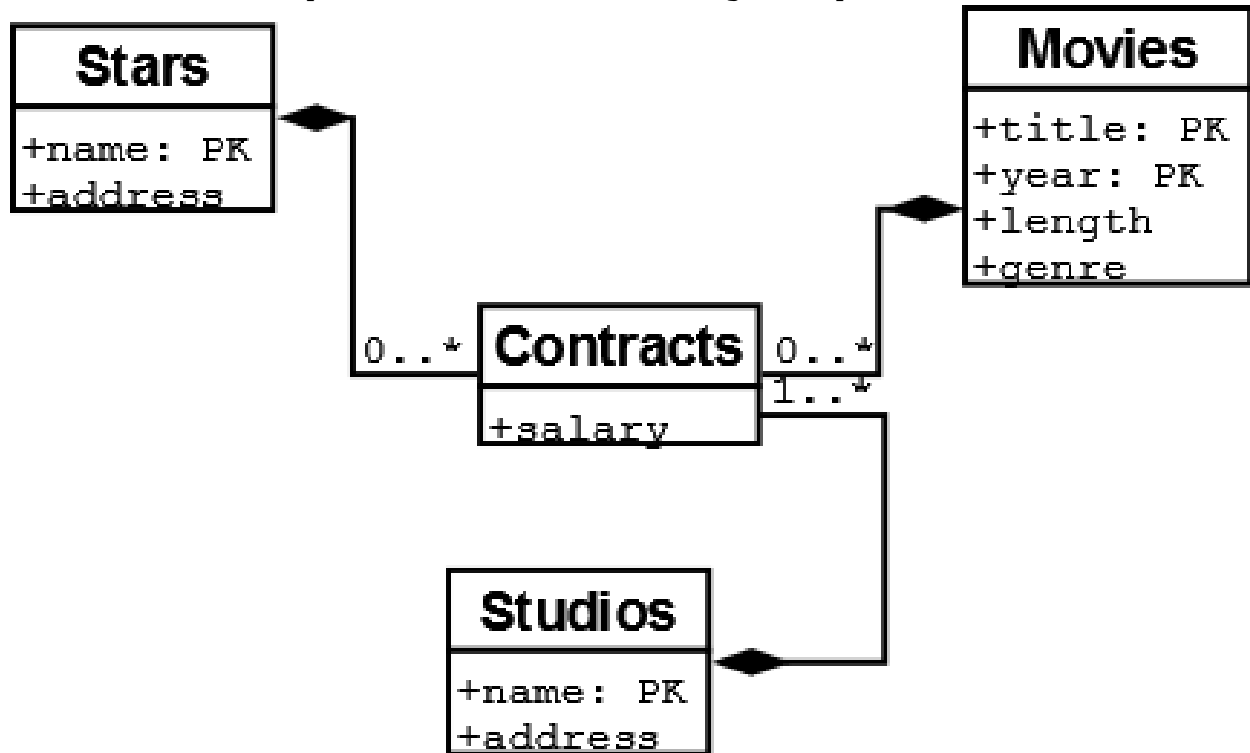 Stars
+name: PK
+address
Movies
+title: PK
+year: PK
+length
+genre
0..*
Contracts
+salary
0..*
1..*
Studios
+name: PK
+address